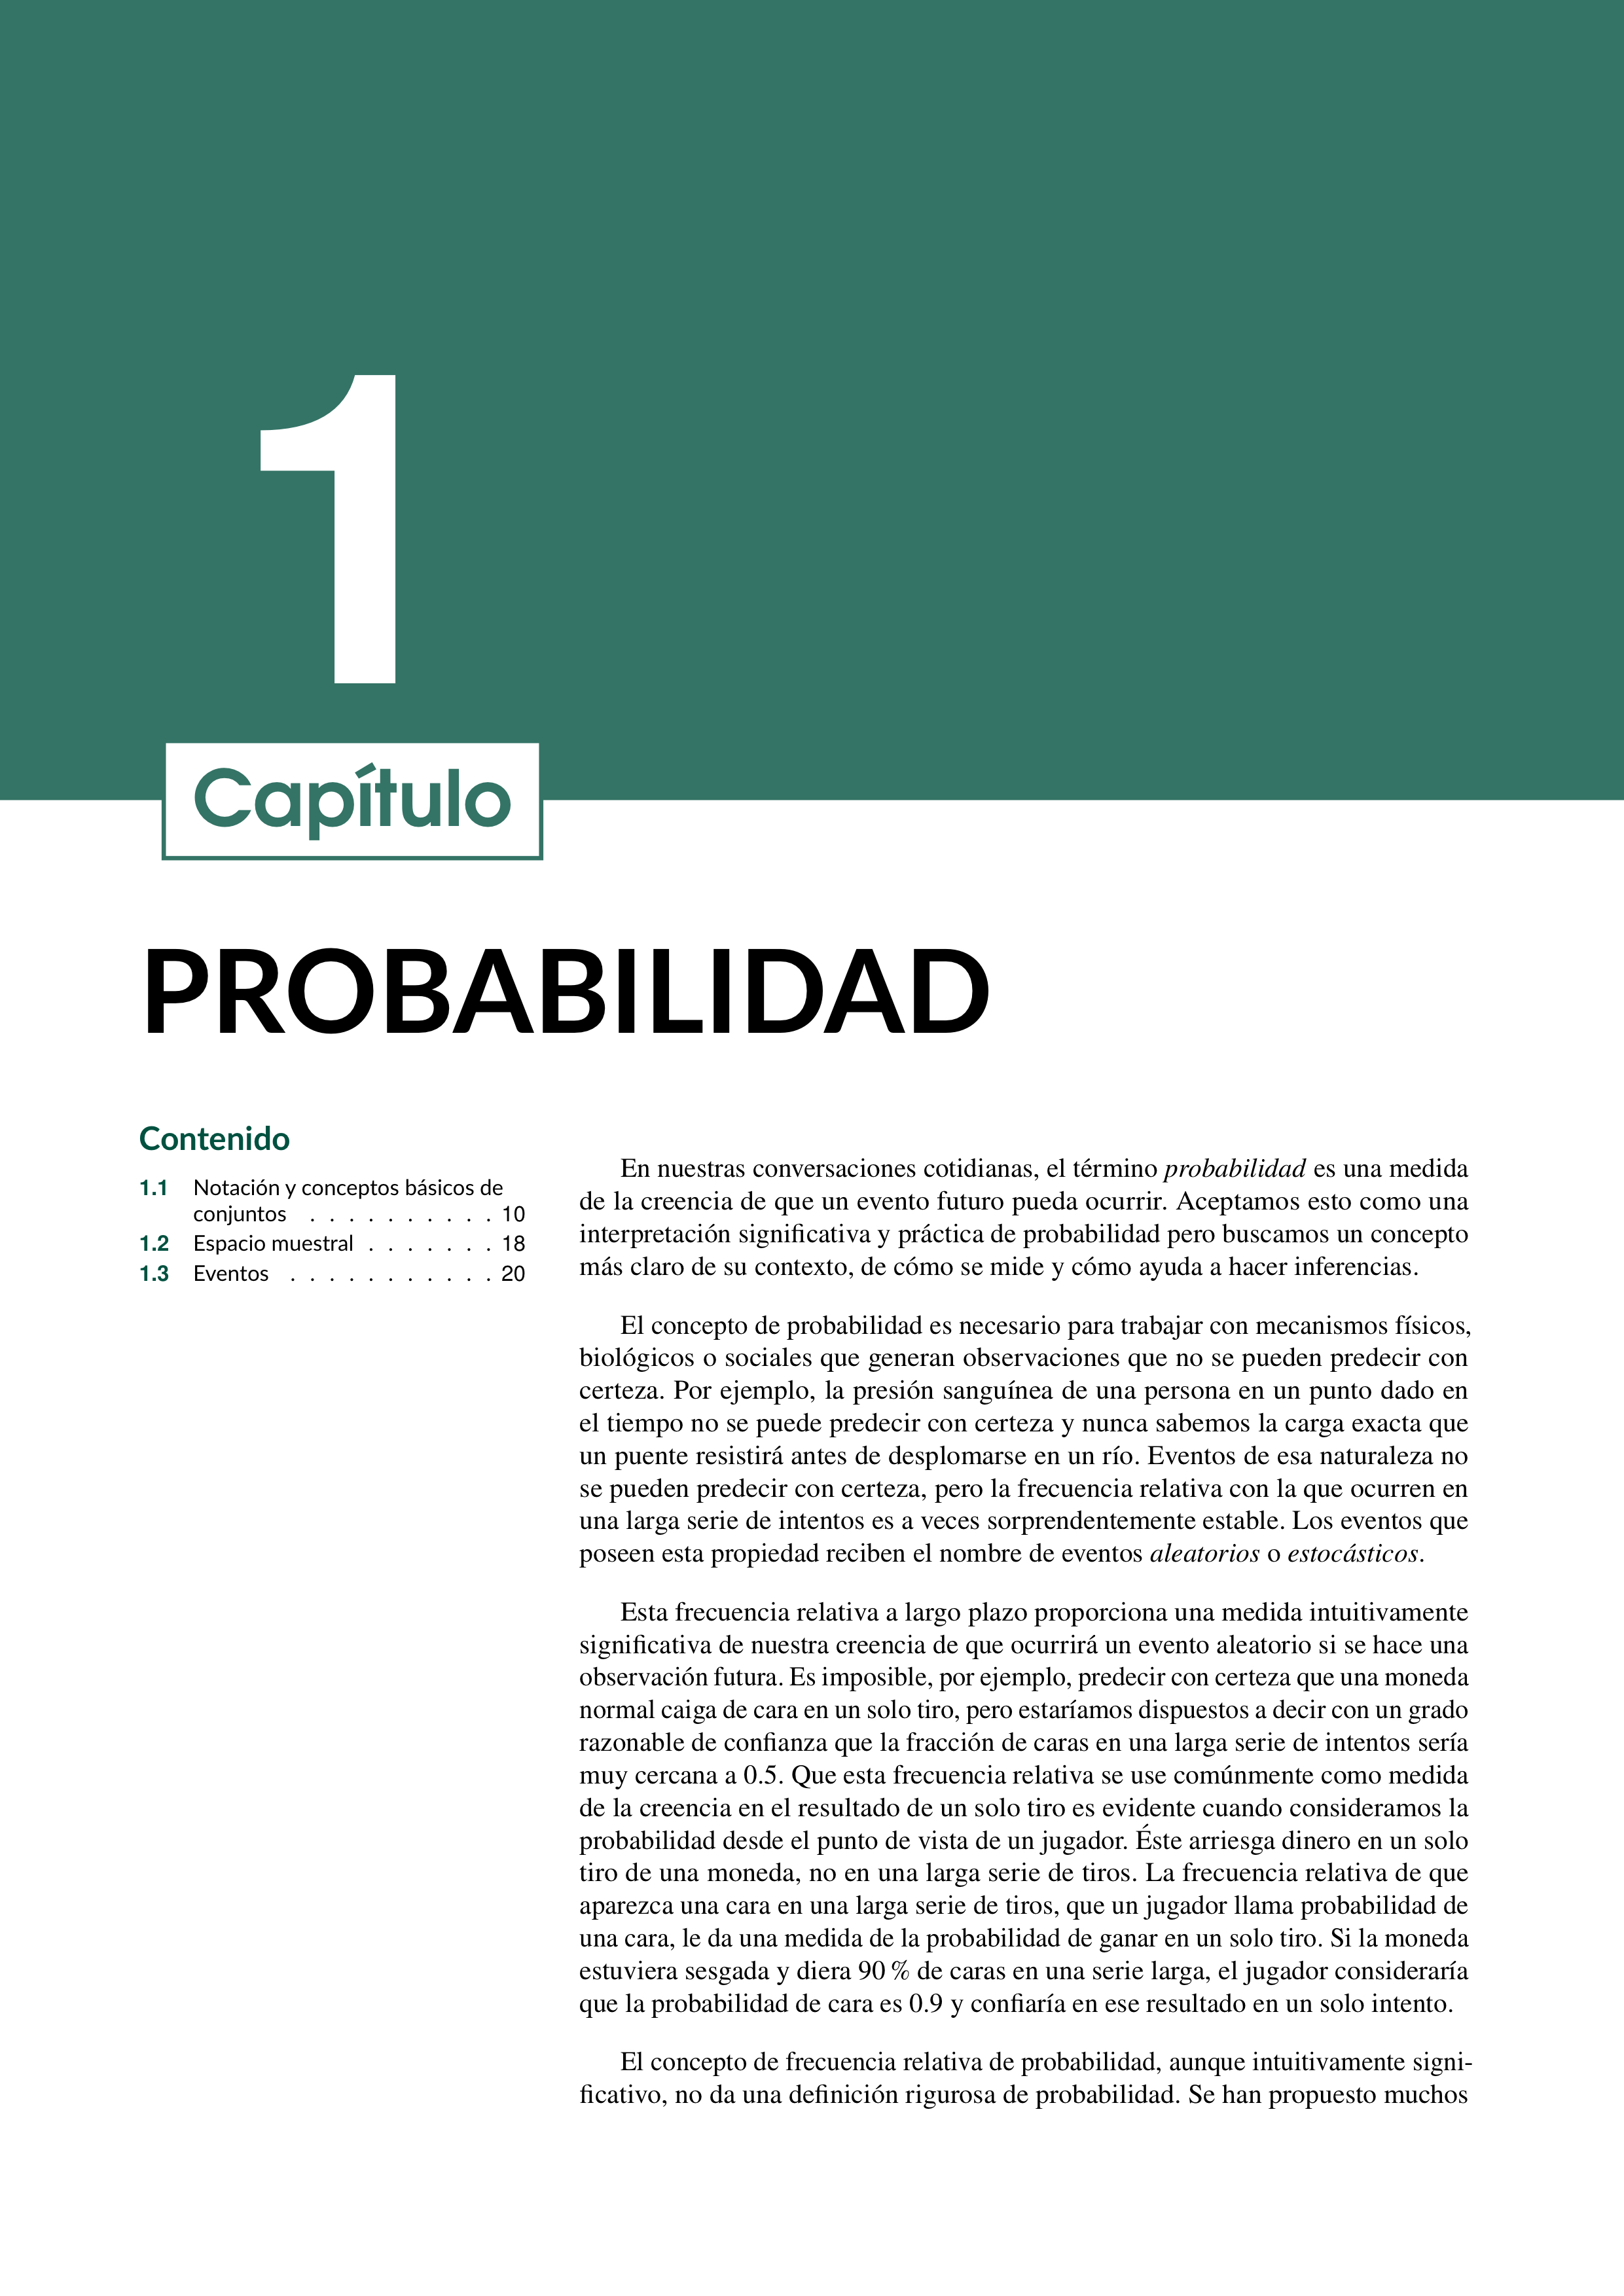 1
Capítulo
PROBABILIDAD
Contenido
1.1 Notación y conceptos básicos de
conjuntos . . . . . . . . . . 10
1.2 Espacio muestral . . . . . . . 18
1.3 Eventos . . . . . . . . . . . 20
En nuestras conversaciones cotidianas, el término probabilidad es una medida
de la creencia de que un evento futuro pueda ocurrir. Aceptamos esto como una
interpretación significativa y práctica de probabilidad pero buscamos un concepto
más claro de su contexto, de cómo se mide y cómo ayuda a hacer inferencias.
El concepto de probabilidad es necesario para trabajar con mecanismos físicos,
biológicos o sociales que generan observaciones que no se pueden predecir con
certeza. Por ejemplo, la presión sanguínea de una persona en un punto dado en
el tiempo no se puede predecir con certeza y nunca sabemos la carga exacta que
un puente resistirá antes de desplomarse en un río. Eventos de esa naturaleza no
se pueden predecir con certeza, pero la frecuencia relativa con la que ocurren en
una larga serie de intentos es a veces sorprendentemente estable. Los eventos que
poseen esta propiedad reciben el nombre de eventos aleatorios o estocásticos.
Esta frecuencia relativa a largo plazo proporciona una medida intuitivamente
significativa de nuestra creencia de que ocurrirá un evento aleatorio si se hace una
observación futura. Es imposible, por ejemplo, predecir con certeza que una moneda
normal caiga de cara en un solo tiro, pero estaríamos dispuestos a decir con un grado
razonable de confianza que la fracción de caras en una larga serie de intentos sería
muy cercana a 0.5. Que esta frecuencia relativa se use comúnmente como medida
de la creencia en el resultado de un solo tiro es evidente cuando consideramos la
probabilidad desde el punto de vista de un jugador. Éste arriesga dinero en un solo
tiro de una moneda, no en una larga serie de tiros. La frecuencia relativa de que
aparezca una cara en una larga serie de tiros, que un jugador llama probabilidad de
una cara, le da una medida de la probabilidad de ganar en un solo tiro. Si la moneda
estuviera sesgada y diera 90 % de caras en una serie larga, el jugador consideraría
que la probabilidad de cara es 0.9 y confiaría en ese resultado en un solo intento.
El concepto de frecuencia relativa de probabilidad, aunque intuitivamente signi-
ficativo, no da una definición rigurosa de probabilidad. Se han propuesto muchos